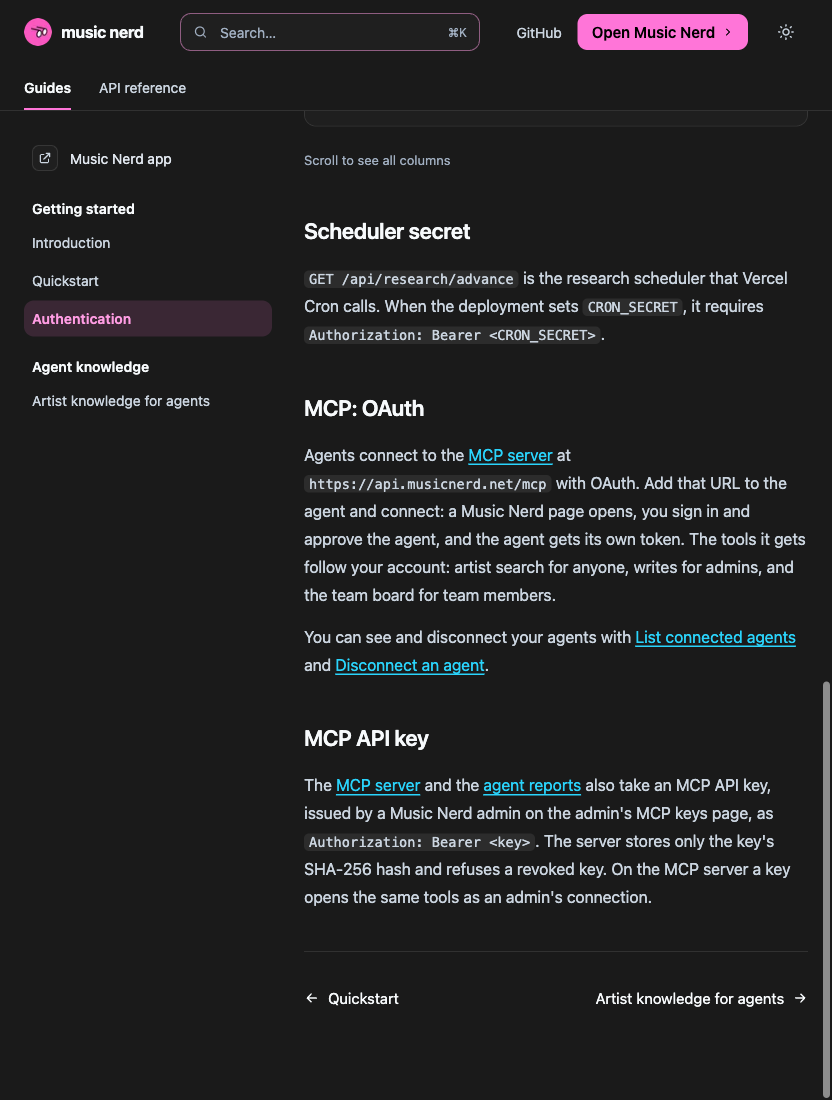 music nerd
Search...
⌘K
GitHub
Open Music Nerd
Guides
API reference
Music Nerd app
Getting started
Introduction
Quickstart
Authentication
Agent knowledge
Artist knowledge for agents
Scroll to see all columns
Scheduler secret
GET /api/research/advance is the research scheduler that Vercel
Cron calls. When the deployment sets CRON_SECRET, it requires
Authorization: Bearer <CRON_SECRET>.
MCP: OAuth
Agents connect to the MCP server at
https://api.musicnerd.net/mcp with OAuth. Add that URL to the
agent and connect: a Music Nerd page opens, you sign in and
approve the agent, and the agent gets its own token. The tools it gets
follow your account: artist search for anyone, writes for admins, and
the team board for team members.
You can see and disconnect your agents with List connected agents
and Disconnect an agent.
MCP API key
The MCP server and the agent reports also take an MCP API key,
issued by a Music Nerd admin on the admin's MCP keys page, as
Authorization: Bearer <key>. The server stores only the key's
SHA-256 hash and refuses a revoked key. On the MCP server a key
opens the same tools as an admin's connection.
← Quickstart
Artist knowledge for agents →